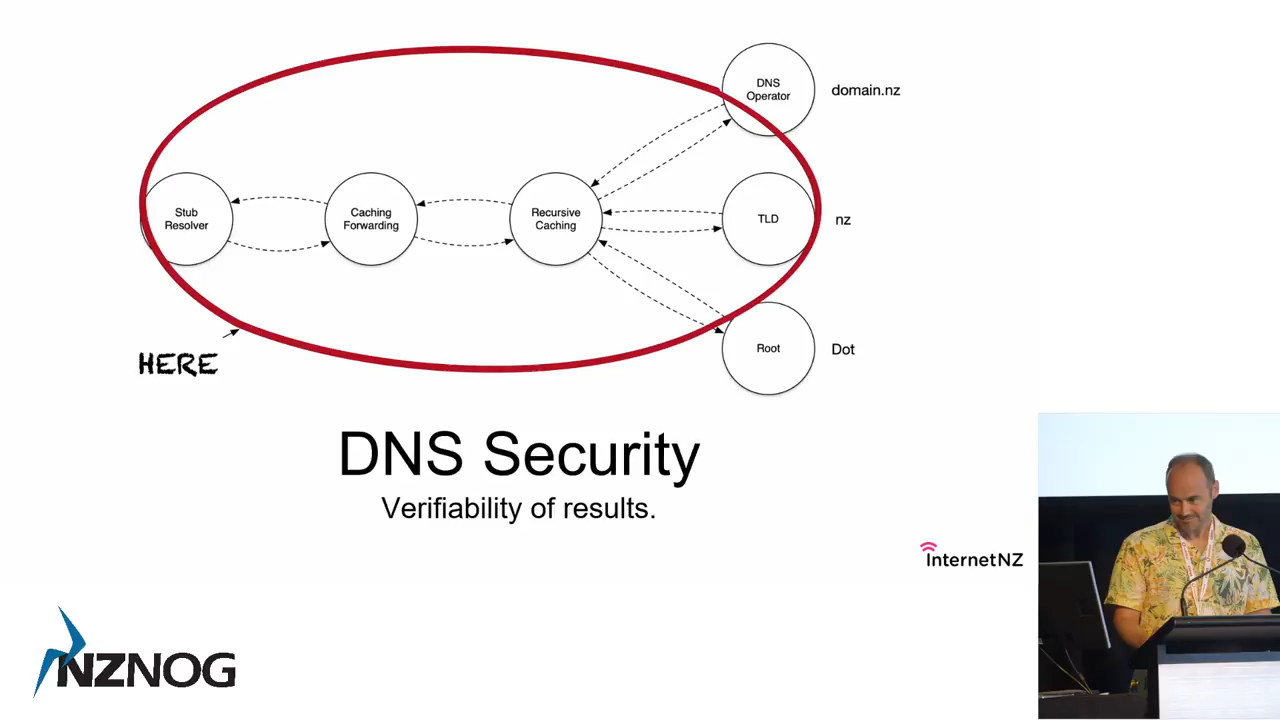 DNS
Operator
domain.nz
Stub
Resolver
Caching
Forwarding
Recursive
Caching
TLD
nz
Root
Dot
HERE
DNS Security
Verifiability of results.
InternetNZ
NZNOG